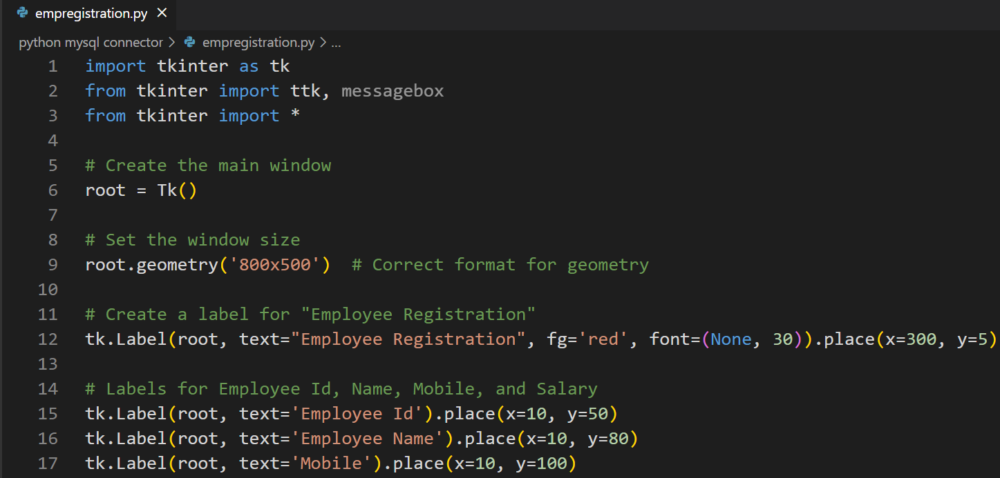 empregistration.py ×
python mysql connector > empregistration.py > ...
1 import tkinter as tk
2 from tkinter import ttk, messagebox
3 from tkinter import *
4
5 # Create the main window
6 root = Tk()
7
8 # Set the window size
9 root.geometry('800x500')  # Correct format for geometry
10
11 # Create a label for "Employee Registration"
12 tk.Label(root, text="Employee Registration", fg='red', font=(None, 30)).place(x=300, y=5)
13
14 # Labels for Employee Id, Name, Mobile, and Salary
15 tk.Label(root, text='Employee Id').place(x=10, y=50)
16 tk.Label(root, text='Employee Name').place(x=10, y=80)
17 tk.Label(root, text='Mobile').place(x=10, y=100)